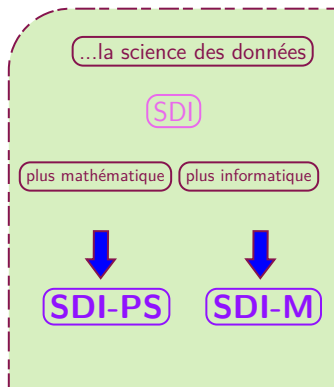 ...la science des données
SDI
plus mathématique plus informatique
SDI-PS SDI-M